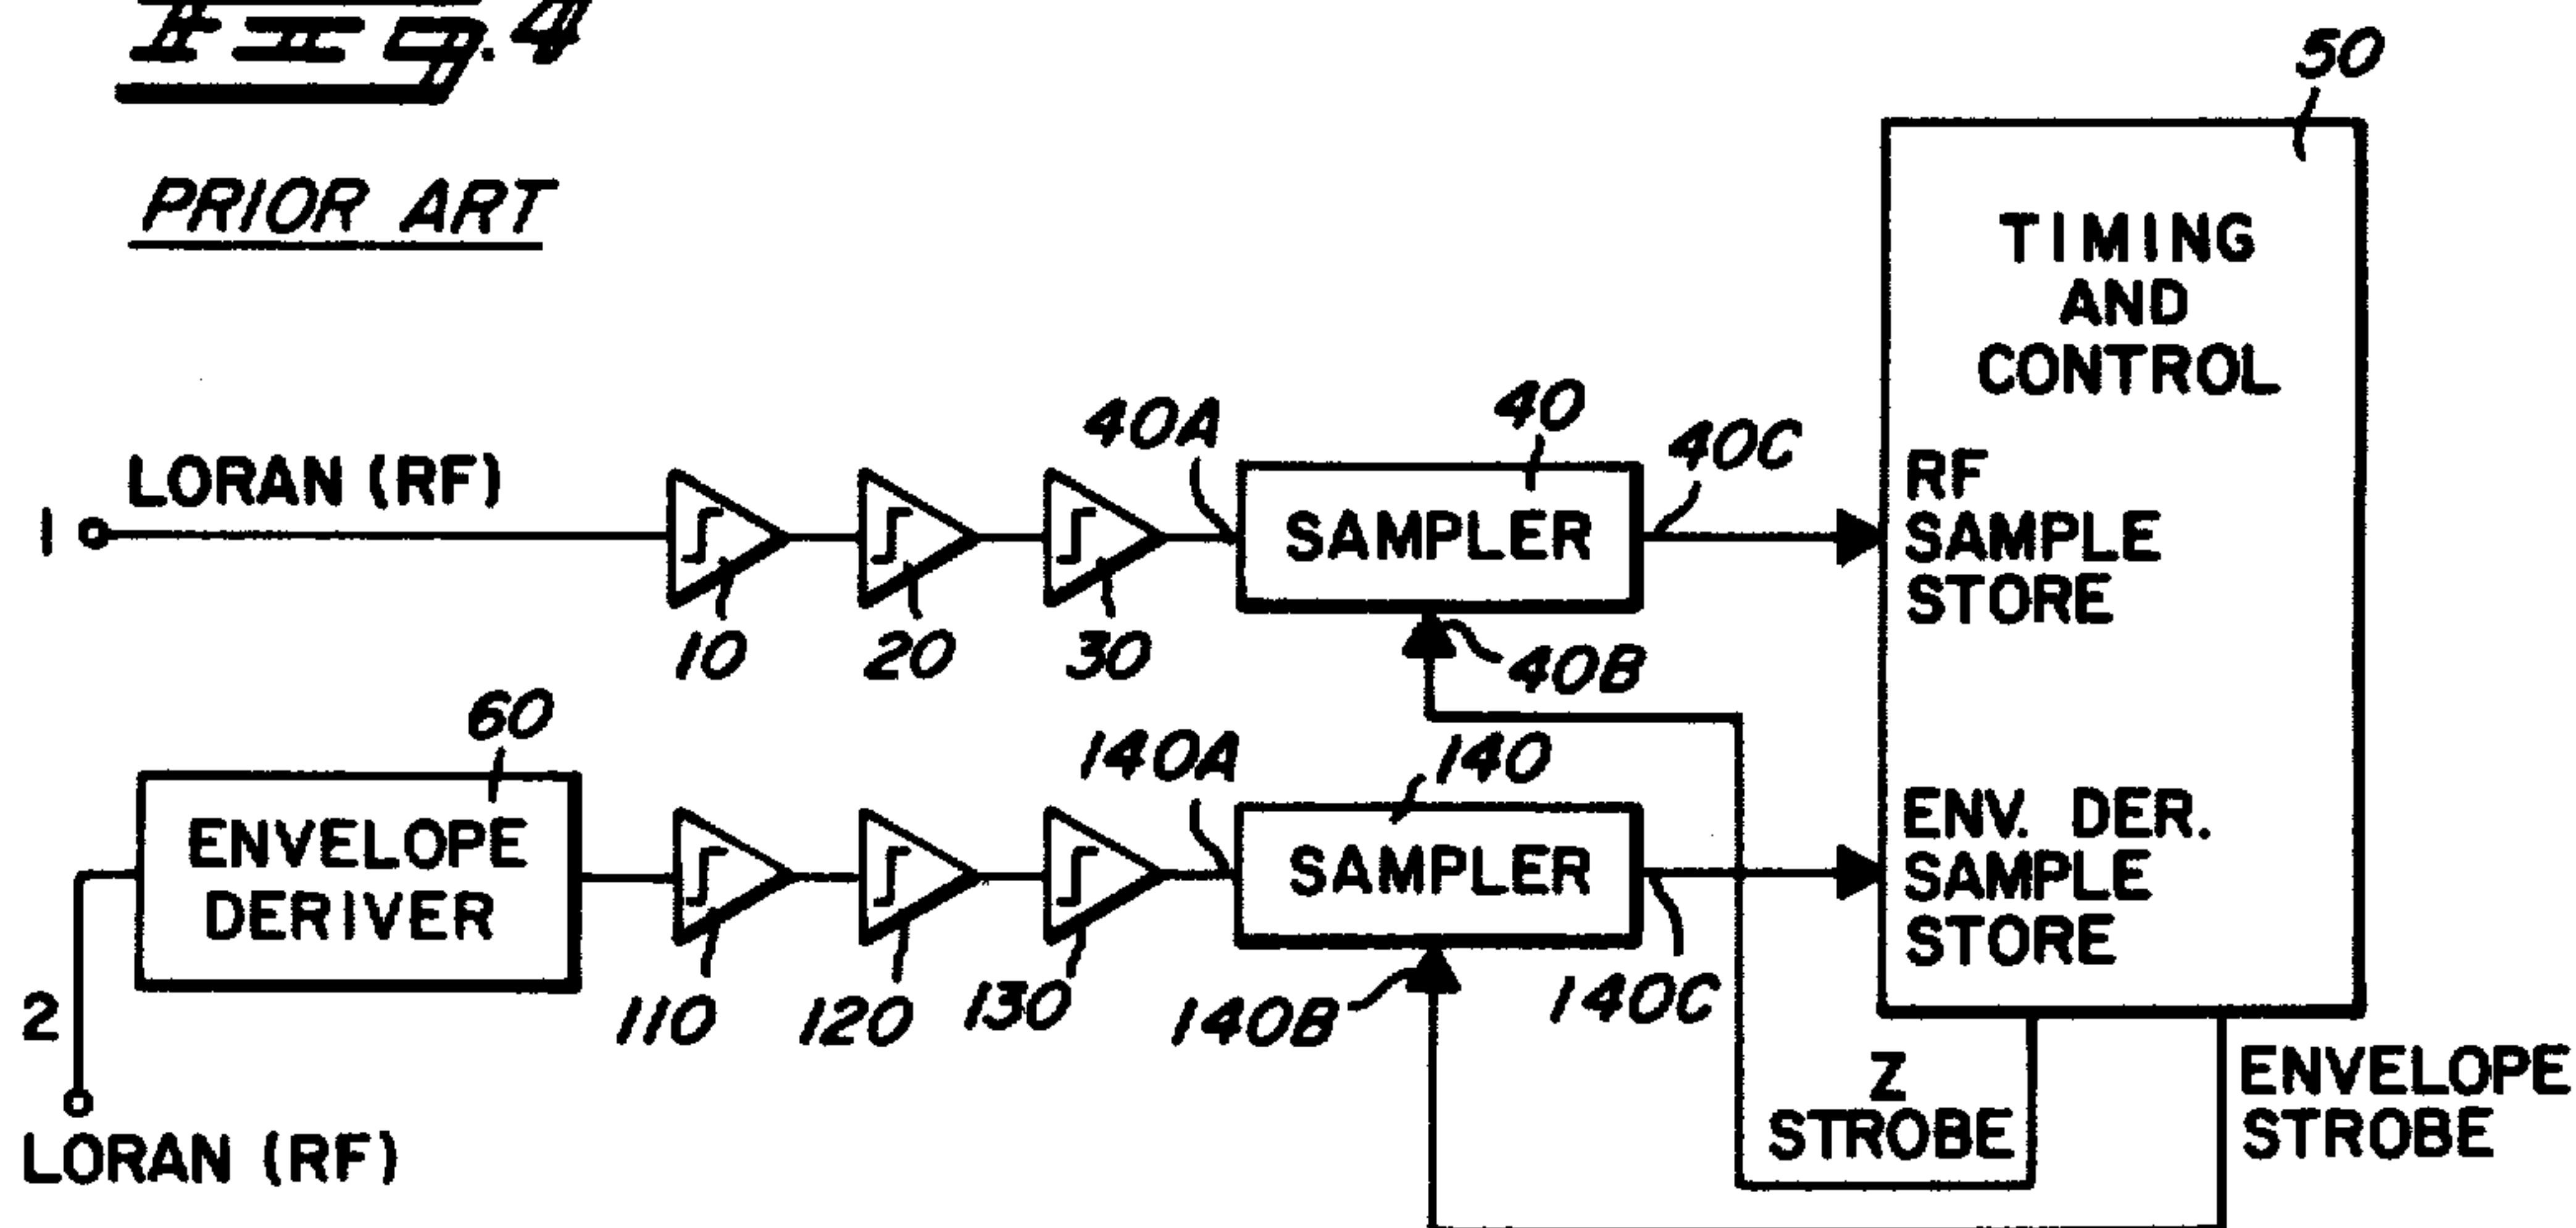 Fig. 4
PRIOR ART
50
TIMING
AND
CONTROL
40A
40
40C
1
LORAN (RF)
SAMPLER
RF
SAMPLE
STORE
10
20
30
40B
60
140A
140
ENVELOPE
DERIVER
SAMPLER
ENV. DER.
SAMPLE
STORE
2
110
120
130
140B
140C
Z
STROBE
ENVELOPE
STROBE
LORAN (RF)